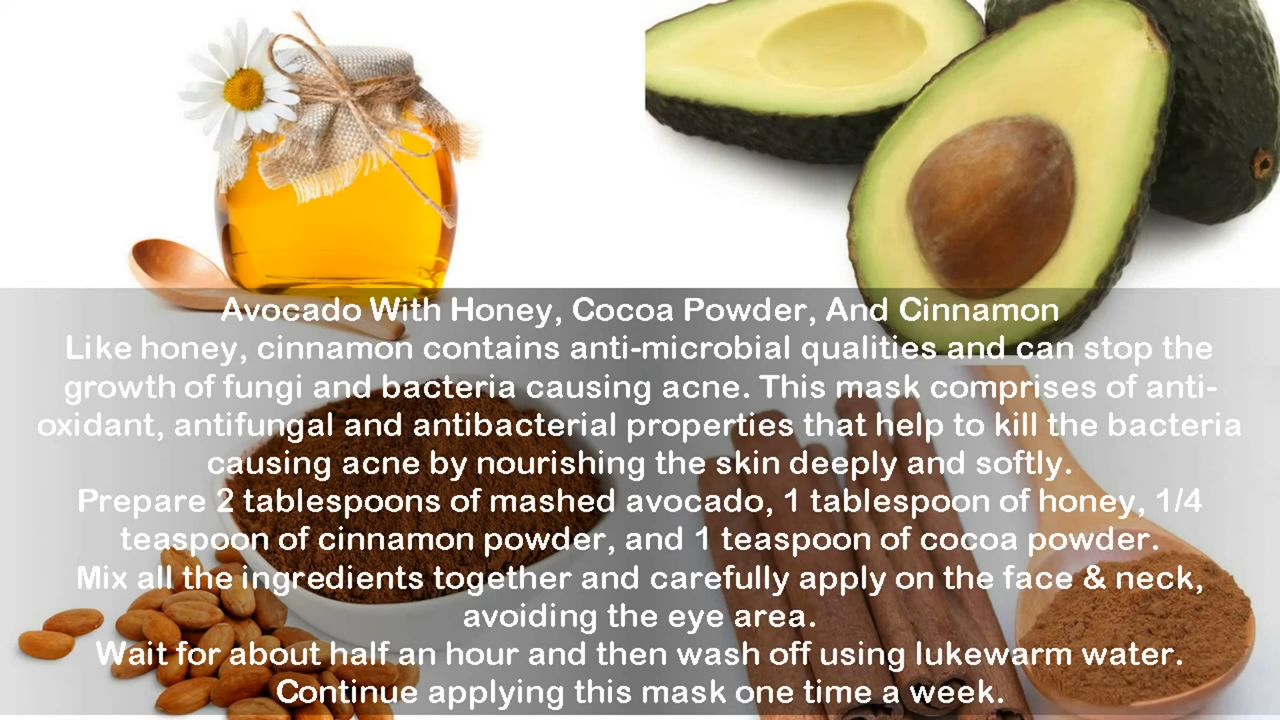 Avocado With Honey, Cocoa Powder, And Cinnamon
Like honey, cinnamon contains anti-microbial qualities and can stop the
growth of fungi and bacteria causing acne. This mask comprises of anti-
oxidant, antifungal and antibacterial properties that help to kill the bacteria
causing acne by nourishing the skin deeply and softly.
Prepare 2 tablespoons of mashed avocado, 1 tablespoon of honey, 1/4
teaspoon of cinnamon powder, and 1 teaspoon of cocoa powder.
Mix all the ingredients together and carefully apply on the face & neck,
avoiding the eye area.
Wait for about half an hour and then wash off using lukewarm water.
Continue applying this mask one time a week.